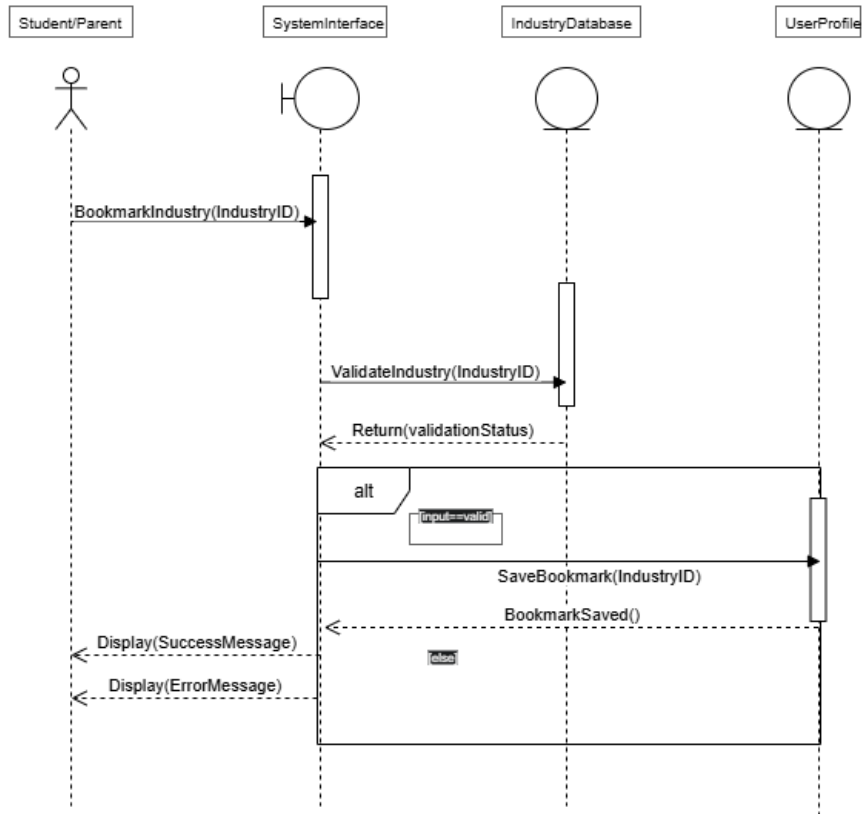 Student/Parent
SystemInterface
IndustryDatabase
UserProfile
BookmarkIndustry(IndustryID)
ValidateIndustry(IndustryID)
Return(validationStatus)
alt
[input==valid]
SaveBookmark(IndustryID)
BookmarkSaved()
Display(SuccessMessage)
[else]
Display(ErrorMessage)